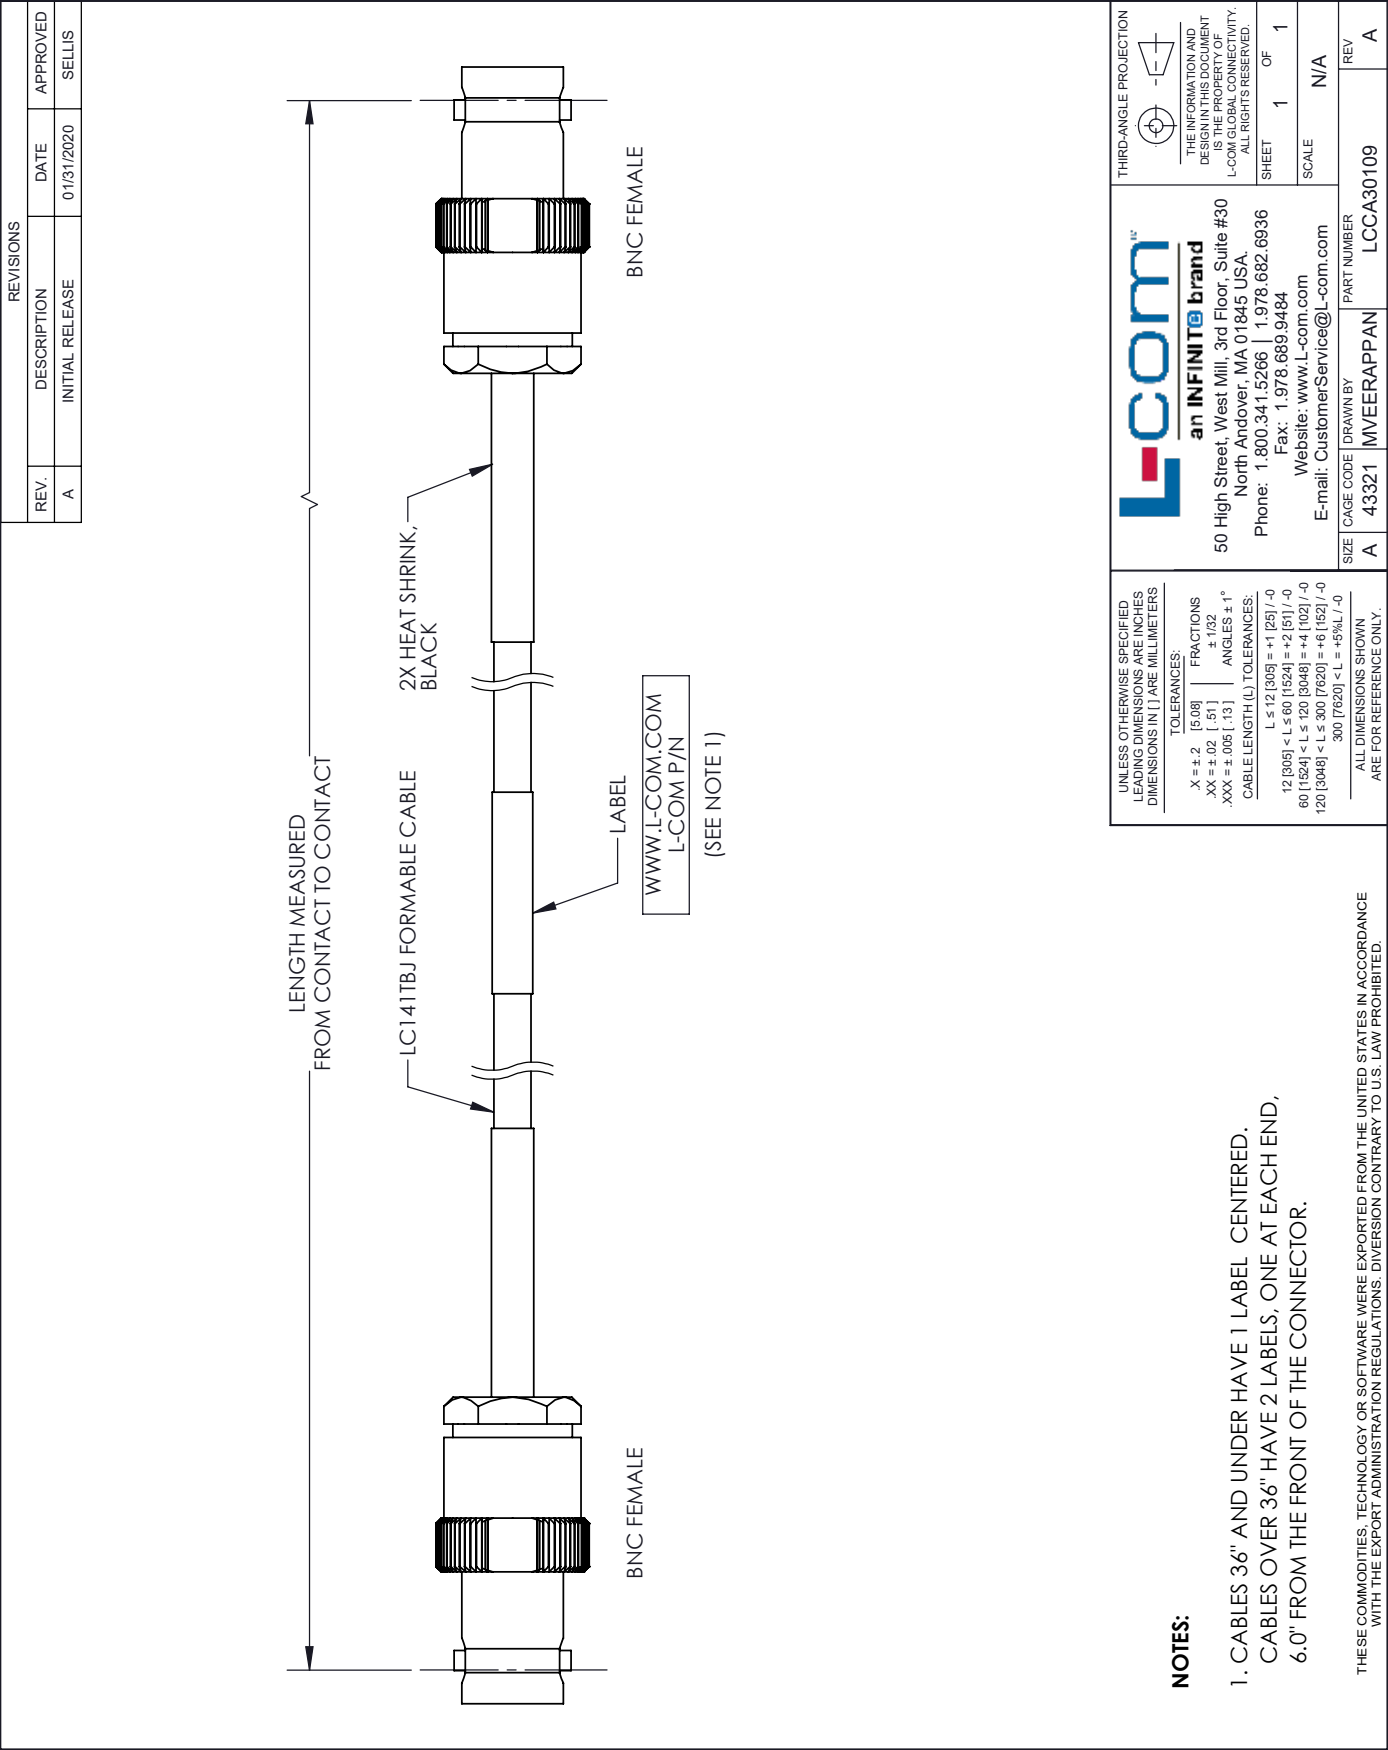 REVISIONS
REV. DESCRIPTION DATE APPROVED
A INITIAL RELEASE 01/31/2020 SELLIS
LENGTH MEASURED
FROM CONTACT TO CONTACT
LC141TBJ FORMABLE CABLE
2X HEAT SHRINK,
BLACK
BNC FEMALE
BNC FEMALE
LABEL
WWW.L-COM.COM
L-COM P/N
(SEE NOTE 1)
NOTES:
1. CABLES 36" AND UNDER HAVE 1 LABEL CENTERED.
CABLES OVER 36" HAVE 2 LABELS, ONE AT EACH END,
6.0" FROM THE FRONT OF THE CONNECTOR.
THESE COMMODITIES, TECHNOLOGY OR SOFTWARE WERE EXPORTED FROM THE UNITED STATES IN ACCORDANCE
WITH THE EXPORT ADMINISTRATION REGULATIONS. DIVERSION CONTRARY TO U.S. LAW PROHIBITED.
UNLESS OTHERWISE SPECIFIED
LEADING DIMENSIONS ARE INCHES
DIMENSIONS IN [ ] ARE MILLIMETERS
TOLERANCES:
.X = ± .2 [5.08] FRACTIONS
.XX = ± .02 [ .51 ] ± 1/32
.XXX = ± .005 [ .13 ] ANGLES ± 1°
CABLE LENGTH (L) TOLERANCES:
L ≤ 12 [305] = +1 [25] / -0
12 [305] < L ≤ 60 [1524] = +2 [51] / -0
60 [1524] < L ≤ 120 [3048] = +4 [102] / -0
120 [3048] < L ≤ 300 [7620] = +6 [152] / -0
300 [7620] < L = +5%L / -0
ALL DIMENSIONS SHOWN
ARE FOR REFERENCE ONLY.
L-com
an INFINIT@ brand
50 High Street, West Mill, 3rd Floor, Suite #30
North Andover, MA 01845 USA.
Phone: 1.800.341.5266 | 1.978.682.6936
Fax: 1.978.689.9484
Website: www.L-com.com
E-mail: CustomerService@L-com.com
THIRD-ANGLE PROJECTION
THE INFORMATION AND
DESIGN IN THIS DOCUMENT
IS THE PROPERTY OF
L-COM GLOBAL CONNECTIVITY.
ALL RIGHTS RESERVED.
SHEET 1 OF 1
SCALE N/A
SIZE CAGE CODE DRAWN BY PART NUMBER REV
A 43321 MVEERAPPAN LCCA30109 A